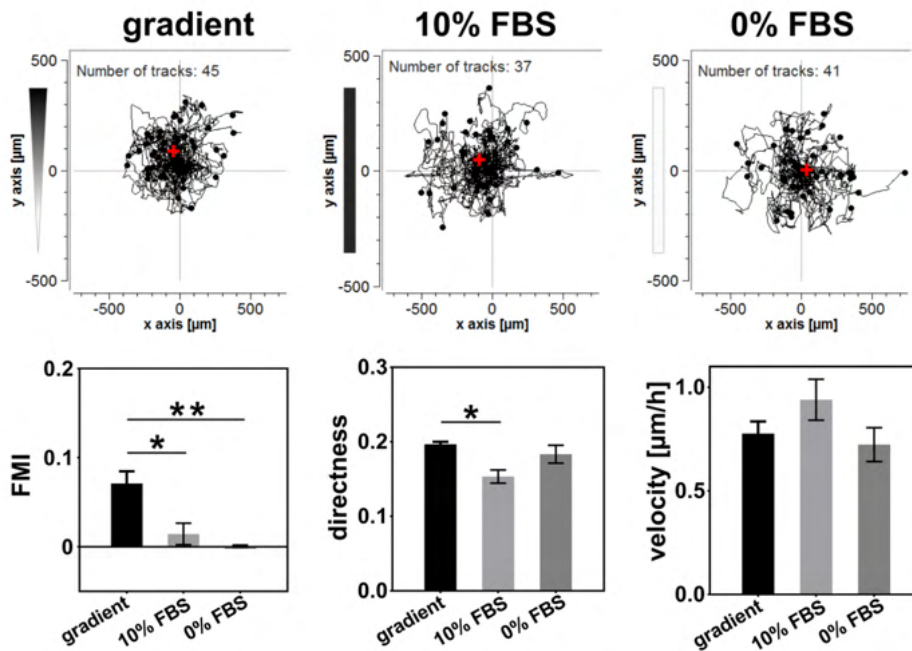 gradient
10% FBS
0% FBS
500
Number of tracks: 45
y axis [µm]
0
-500
-500 0 500
x axis [µm]
500
Number of tracks: 37
y axis [µm]
0
-500
-500 0 500
x axis [µm]
500
Number of tracks: 41
y axis [µm]
0
-500
-500 0 500
x axis [µm]
0.2
**
*
0.1
FMI
0
gradient
10% FBS
0% FBS
0.3
*
0.2
directness
0.1
0.0
gradient
10% FBS
0% FBS
1.0
velocity [µm/h]
0.5
0.0
gradient
10% FBS
0% FBS